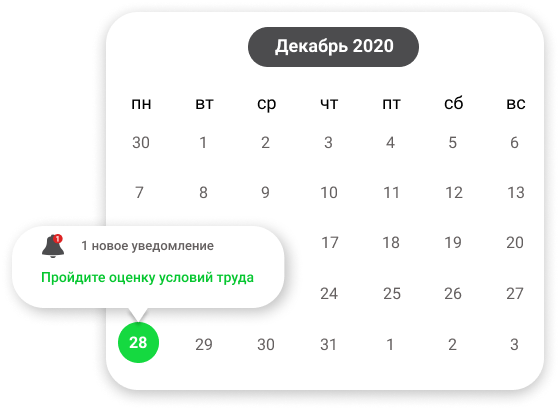 Декабрь 2020
пн вт ср чт пт сб вс
30 1 2 3 4 5 6
7 8 9 10 11 12 13
1
1 новое уведомление
17 18 19 20
Пройдите оценку условий труда
24 25 26 27
28 29 30 31 1 2 3